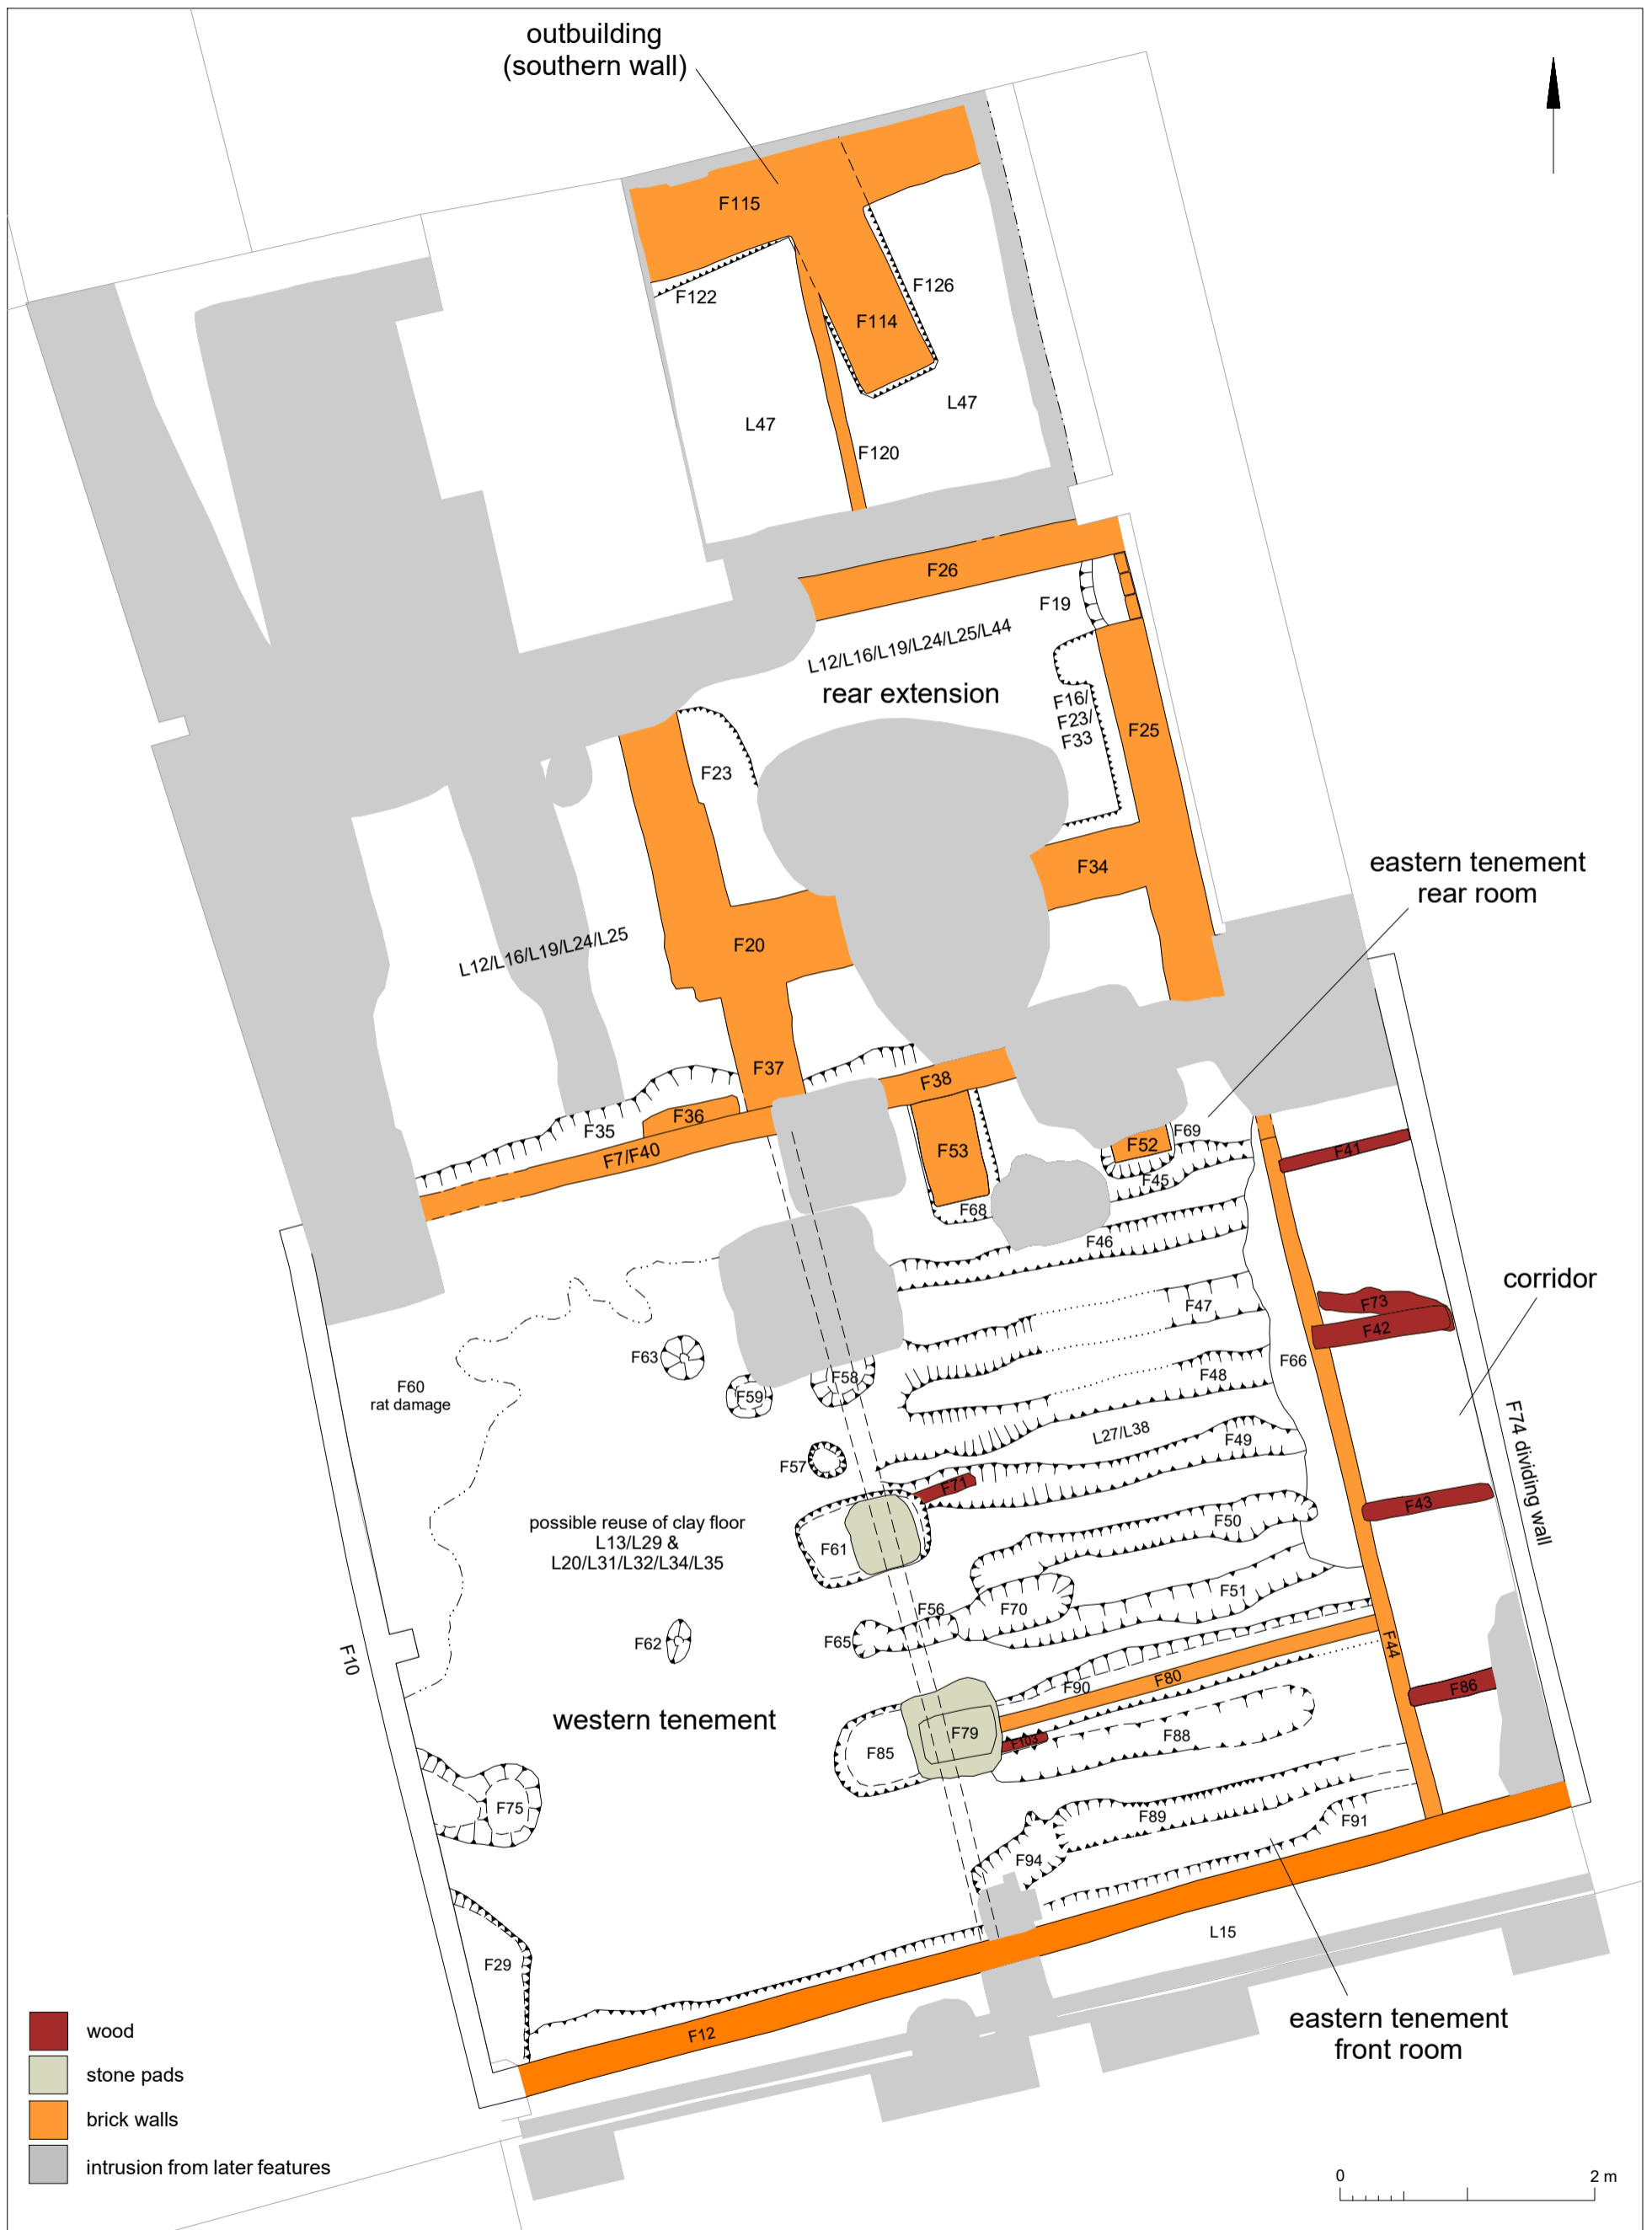 outbuilding
(southern wall)
F115
F122
F126
F114
L47
L47
F120
F26
F19
L12/L16/L19/L24/L25/L44
rear extension
F16/
F23/
F33
F25
F23
F34
eastern tenement
rear room
F20
L12/L16/L19/L24/L25
F37
F38
F36
F35
F7/F40
F53
F52
F69
F41
F45
F68
F46
corridor
F47
F73
F42
F63
F66
F58
F48
F60
rat damage
F59
L27/L38
F49
F57
F71
F43
F74 dividing wall
possible reuse of clay floor
L13/L29 &
L20/L31/L32/L34/L35
F61
F50
F51
F56
F70
F65
F62
F10
F44
F80
F90
F86
western tenement
F79
F88
F103
F85
F75
F89
F91
F94
L15
F29
eastern tenement
front room
F12
wood
stone pads
brick walls
intrusion from later features
0 2 m